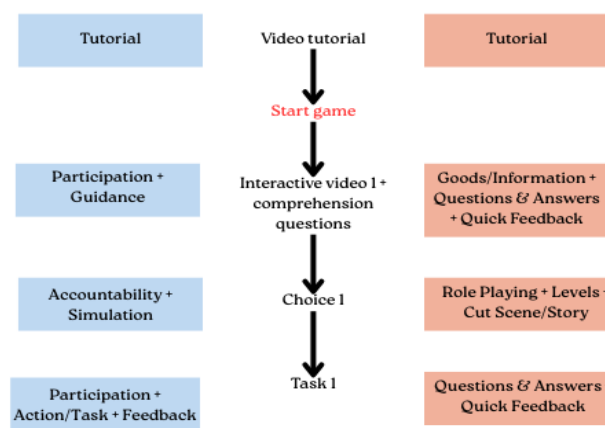 Tutorial
Video tutorial
Tutorial
Start game
Participation +
Guidance
Interactive video 1 +
comprehension
questions
Goods/Information +
Questions & Answers
+ Quick Feedback
Accountability +
Simulation
Choice 1
Role Playing + Levels +
Cut Scene/Story
Participation +
Action/Task + Feedback
Task 1
Questions & Answers
Quick Feedback